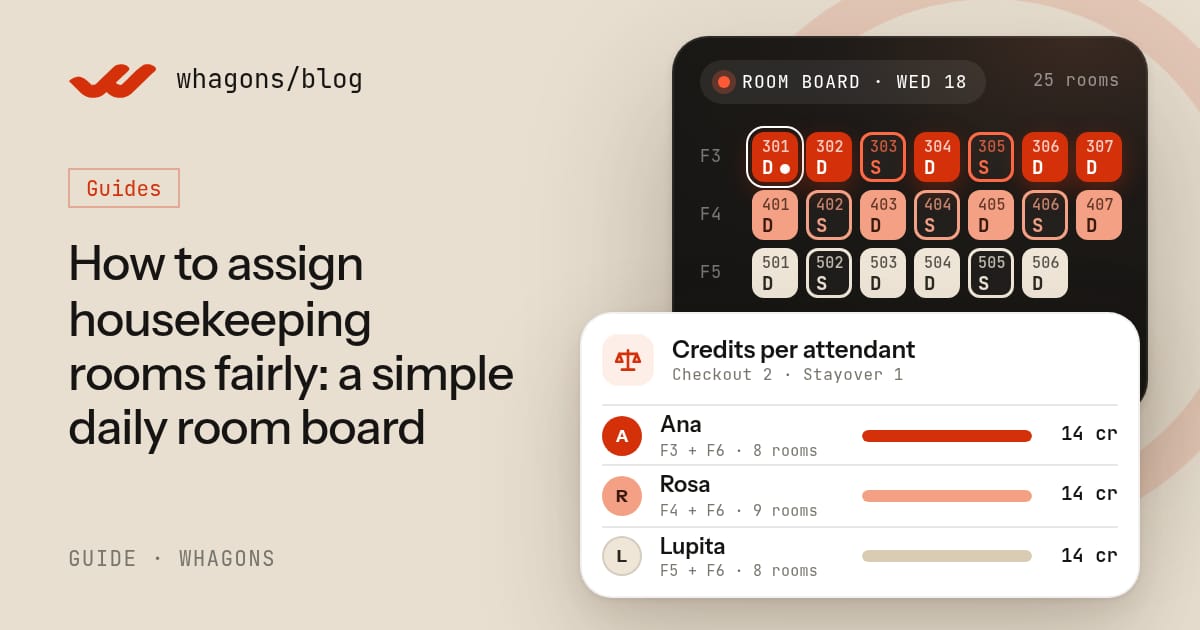 whagons/blog
Guides
How to assign
housekeeping
rooms fairly: a simple
daily room board
GUIDE · WHAGONS
ROOM BOARD · WED 18
25 rooms
F3
301 302 303 304 305 306 307
D D S D S D D
F4
401 402 403 404 405 406 407
D S D S D S D
F5
501 502 503 504 505 506
D S D D S D
Credits per attendant
Checkout 2 · Stayover 1
A
Ana
F3 + F6 · 8 rooms
14 cr
R
Rosa
F4 + F6 · 9 rooms
14 cr
L
Lupita
F5 + F6 · 8 rooms
14 cr